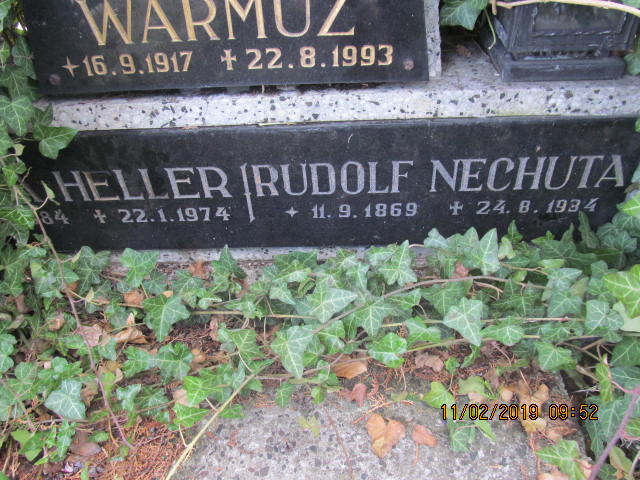 WARMUZ
★16.9.1917 ✝22.8.1993
A HELLER RUDOLF NECHUTA
84 ✝ 22.1.1974 ★ 11.9.1869 ✝ 24.8.1934
11/02/2019 09:52